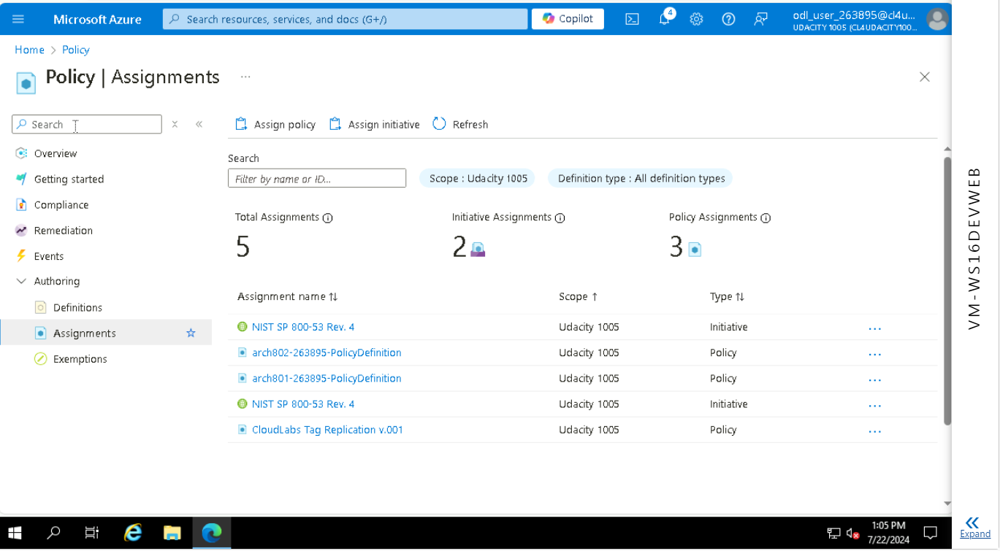 Microsoft Azure
Search resources, services, and docs (G+/)
Copilot
4
odl_user_263895@cl4u...
UDACITY 1005 (CL4UDACITY100...
Home > Policy
Policy | Assignments ...
Search
Assign policy
Assign initiative
Refresh
Overview
Getting started
Compliance
Remediation
Events
Authoring
Definitions
Assignments
Exemptions
Search
Filter by name or ID...
Scope : Udacity 1005
Definition type : All definition types
Total Assignments
5
Initiative Assignments
2
Policy Assignments
3
Assignment name Scope Type
NIST SP 800-53 Rev. 4 Udacity 1005 Initiative ...
arch802-263895-PolicyDefinition Udacity 1005 Policy ...
arch801-263895-PolicyDefinition Udacity 1005 Policy ...
NIST SP 800-53 Rev. 4 Udacity 1005 Initiative ...
CloudLabs Tag Replication v.001 Udacity 1005 Policy ...
1:05 PM
7/22/2024
VM-WS16DEVWEB
Expand